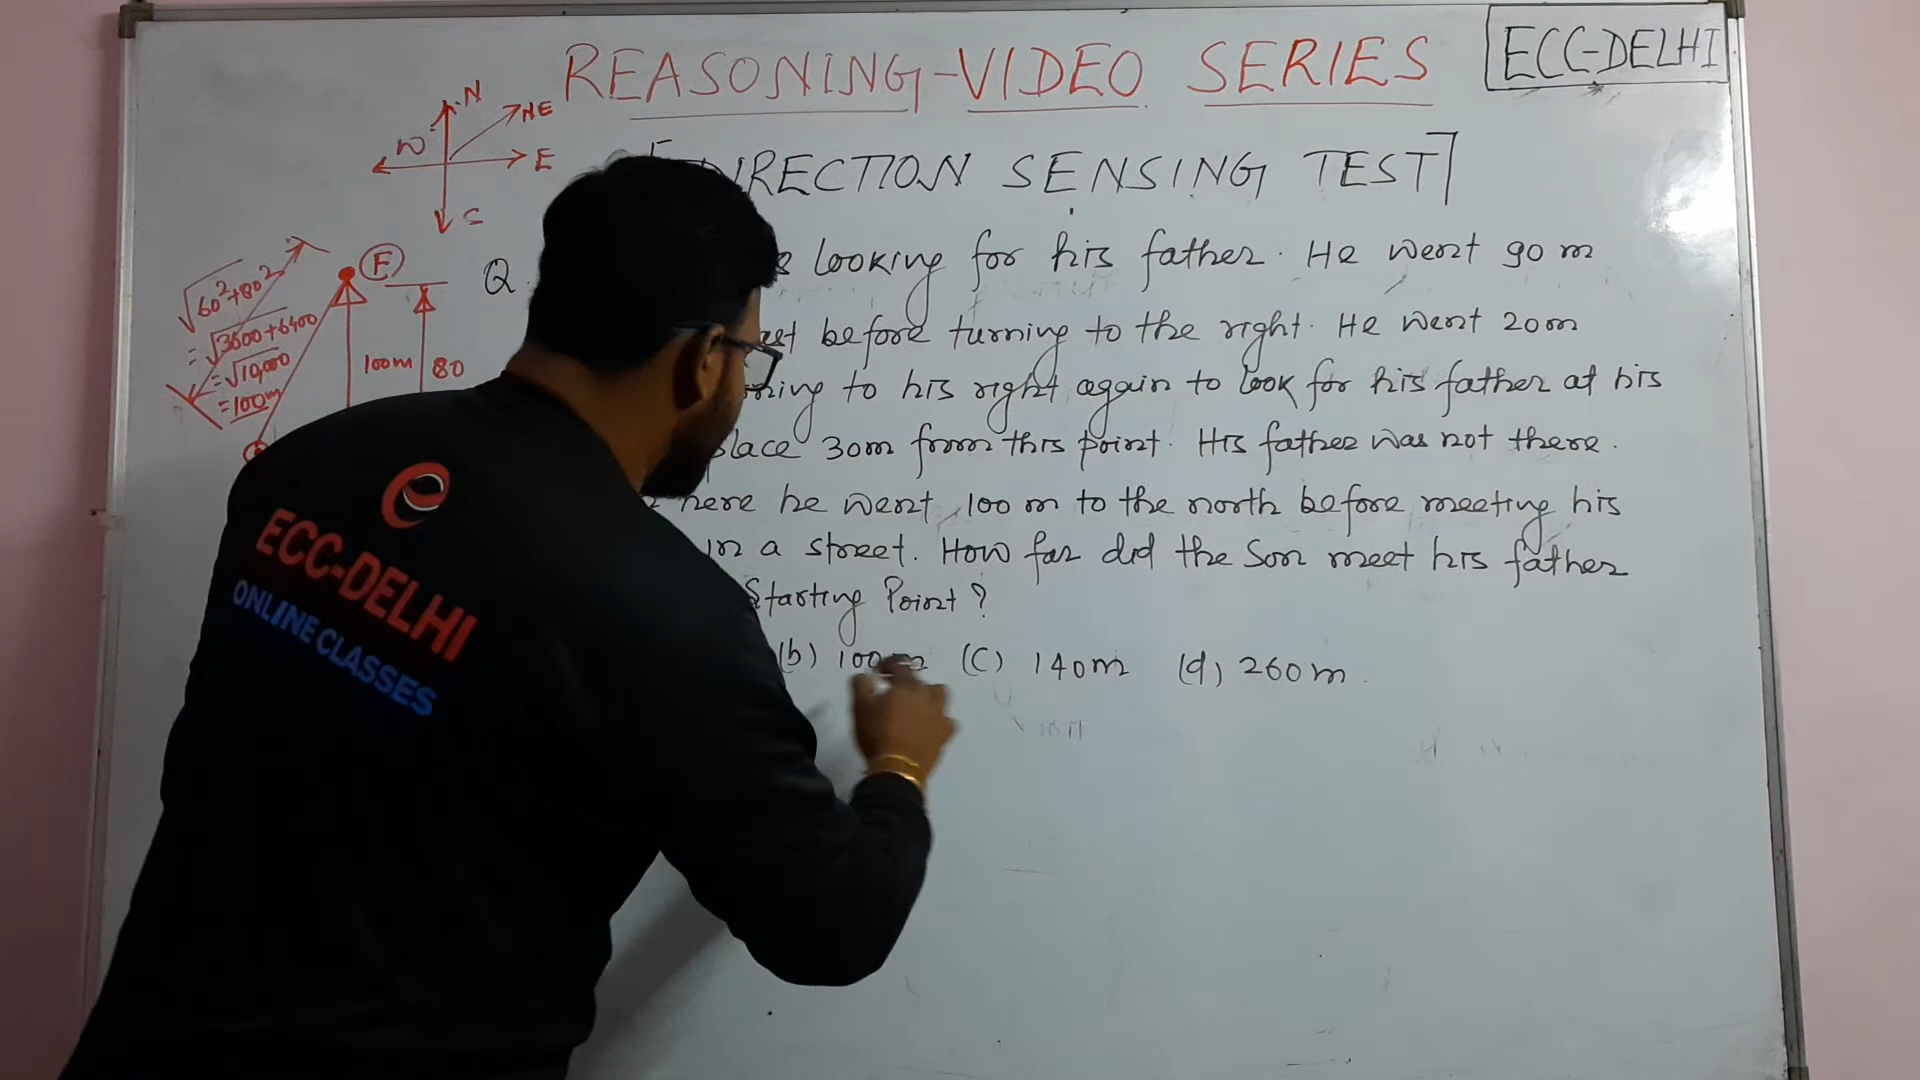 REASONING-VIDEO SERIES
ECC-DELHI
N
NE
W
E
S
DIRECTION SENSING TEST
Q.
looking for his father. He went 90 m
before turning to the right. He went 20m
to his right again to look for his father at his
place 30m from this point. His father was not there.
here he went 100 m to the north before meeting his
in a street. How far did the Son meet his father
Starting Point?
(b) 100m (c) 140m (d) 260m.
F
√60²+80²
=√3600+6400
=√10,000
=100m
100m
80
e
ECC-DELHI
ONLINE CLASSES